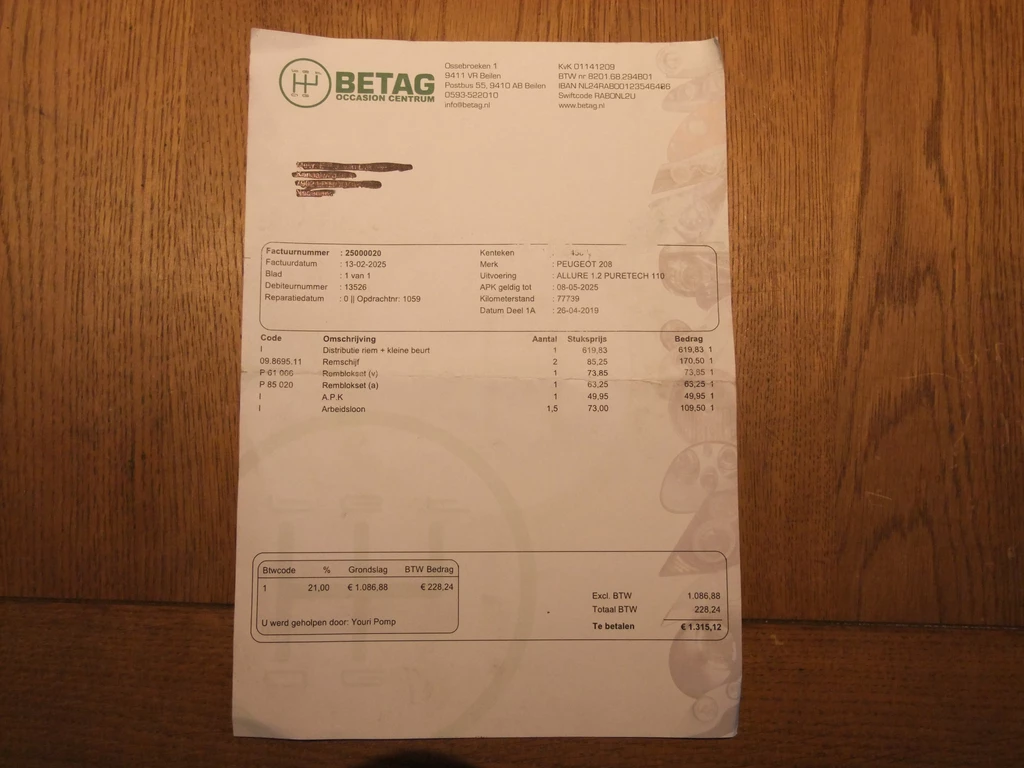 BETAG
OCCASION CENTRUM
Ossebroeken 1
9411 VR Beilen
Postbus 55, 9410 AB Beilen
0593-522010
info@betag.nl
KvK 01141209
BTW nr 8201.68.294B01
IBAN NL24RABO0123546486
Swiftcode RABONL2U
www.betag.nl
Factuurnummer : 25000020
Factuurdatum : 13-02-2025
Blad : 1 van 1
Debiteurnummer : 13526
Reparatiedatum : 0 || Opdrachtnr: 1059
Kenteken :
Merk : PEUGEOT 208
Uitvoering : ALLURE 1.2 PURETECH 110
APK geldig tot : 08-05-2025
Kilometerstand : 77739
Datum Deel 1A : 26-04-2019
Code Omschrijving Aantal Stuksprijs Bedrag
I Distributie riem + kleine beurt 1 619,83 619,83 1
09.8695.11 Remschijf 2 85,25 170,50 1
P 61 066 Remblokset (v) 1 73,85 73,85 1
P 85 020 Remblokset (a) 1 63,25 63,25 1
I A.P.K 1 49,95 49,95 1
I Arbeidsloon 1,5 73,00 109,50 1
Btwcode % Grondslag BTW Bedrag
1 21,00 € 1.086,88 € 228,24
U werd geholpen door: Youri Pomp
Excl. BTW 1.086,88
Totaal BTW 228,24
Te betalen € 1.315,12